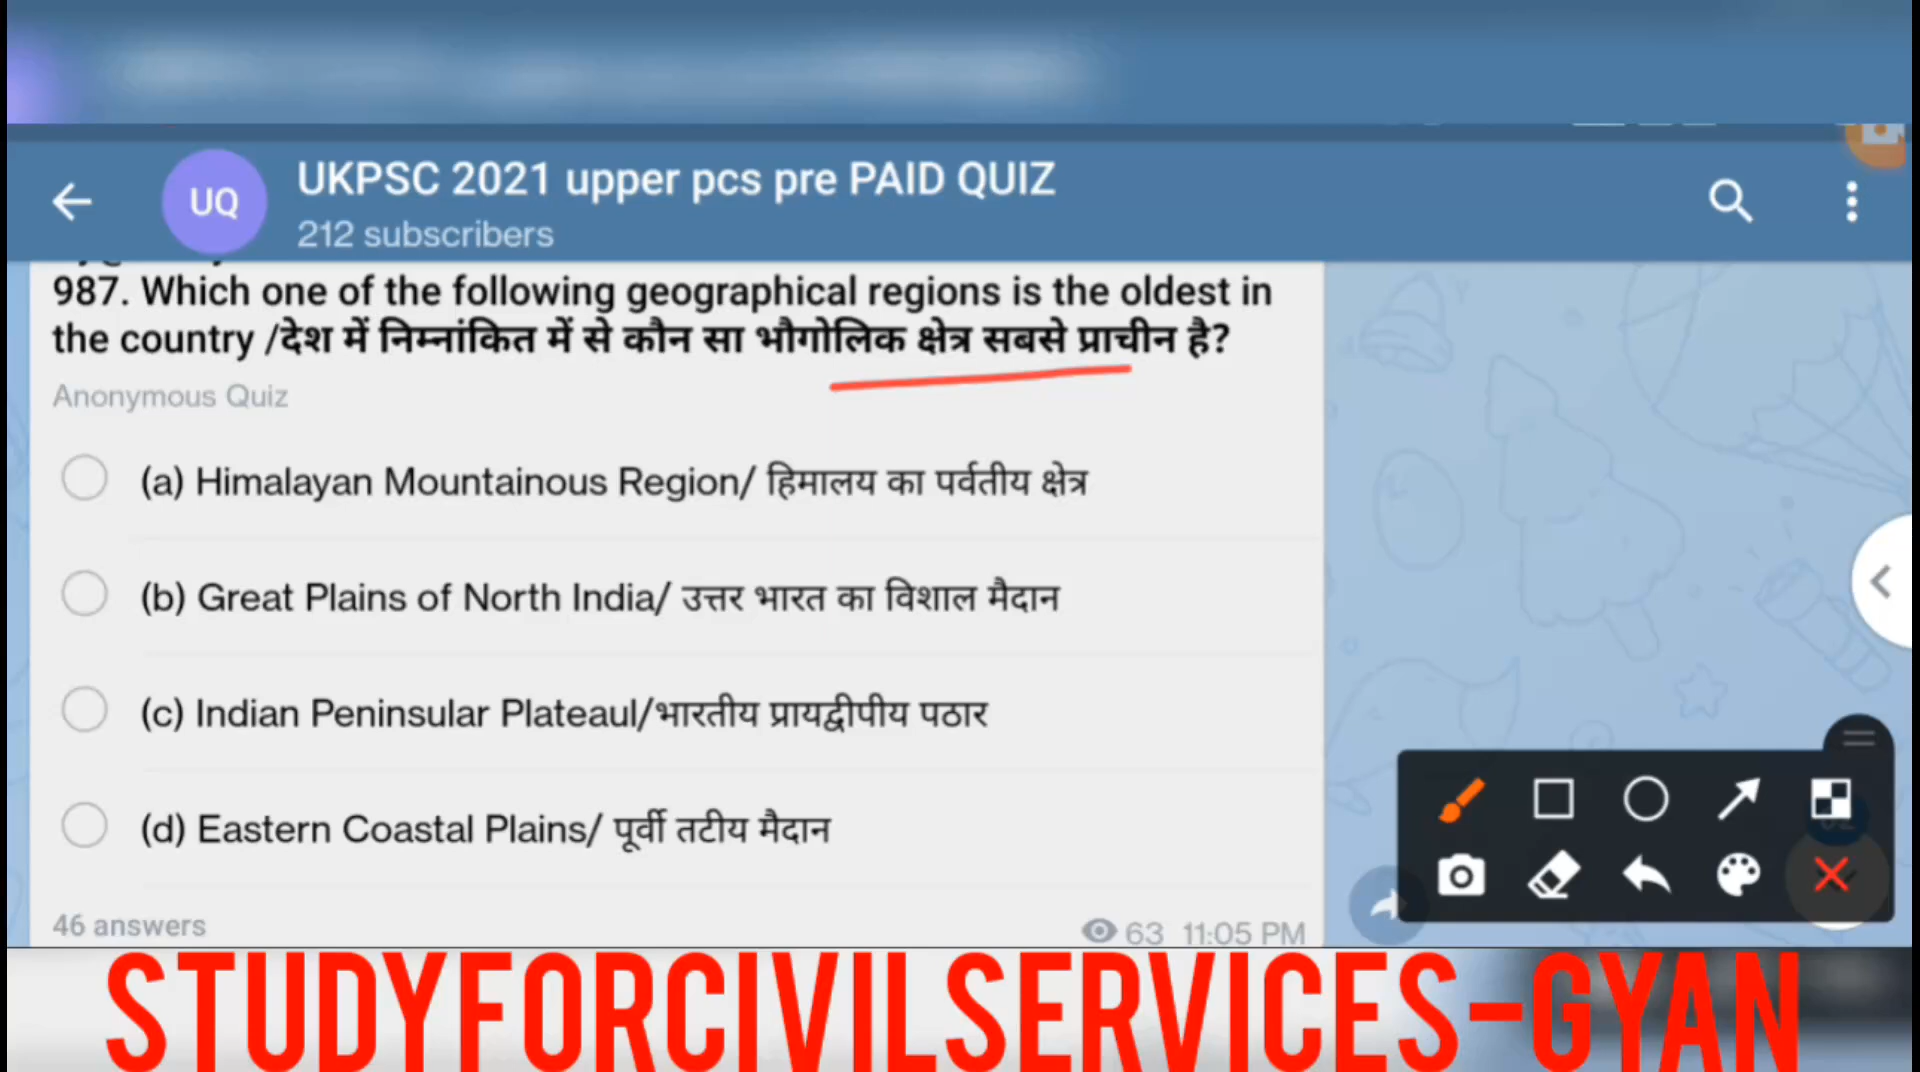 UQ
UKPSC 2021 upper pcs pre PAID QUIZ
212 subscribers
987. Which one of the following geographical regions is the oldest in
the country /देश में निम्नांकित में से कौन सा भौगोलिक क्षेत्र सबसे प्राचीन है?
Anonymous Quiz
(a) Himalayan Mountainous Region/ हिमालय का पर्वतीय क्षेत्र
(b) Great Plains of North India/ उत्तर भारत का विशाल मैदान
(c) Indian Peninsular Plateaul/भारतीय प्रायद्वीपीय पठार
(d) Eastern Coastal Plains/ पूर्वी तटीय मैदान
46 answers
63 11:05 PM
STUDYFORCIVILSERVICES-GYAN